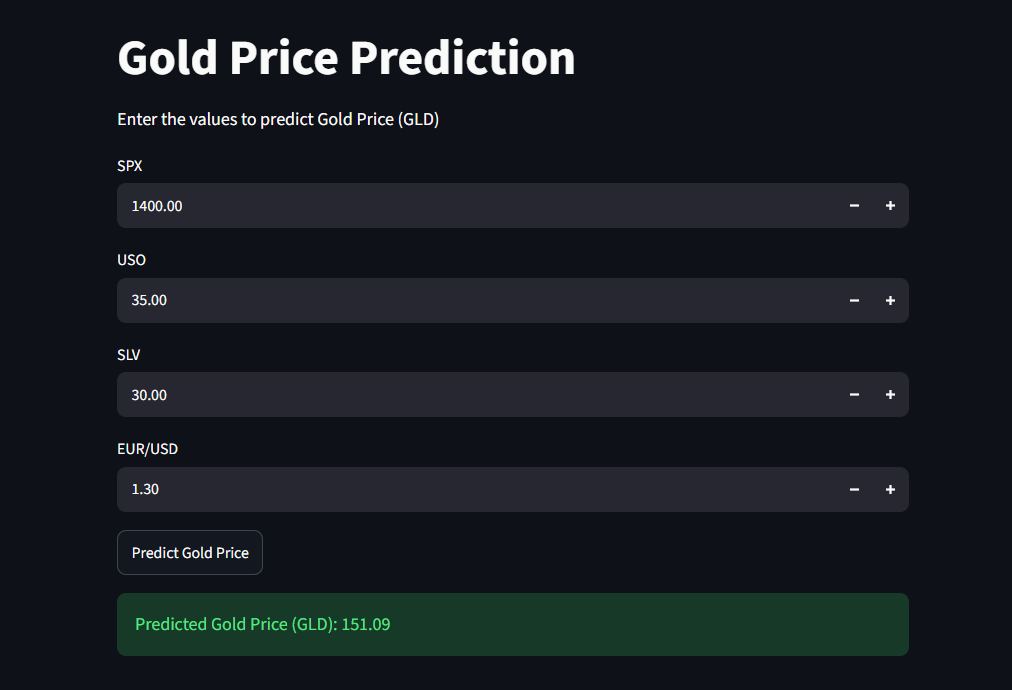 Gold Price Prediction
Enter the values to predict Gold Price (GLD)
SPX
1400.00
USO
35.00
SLV
30.00
EUR/USD
1.30
Predict Gold Price
Predicted Gold Price (GLD): 151.09